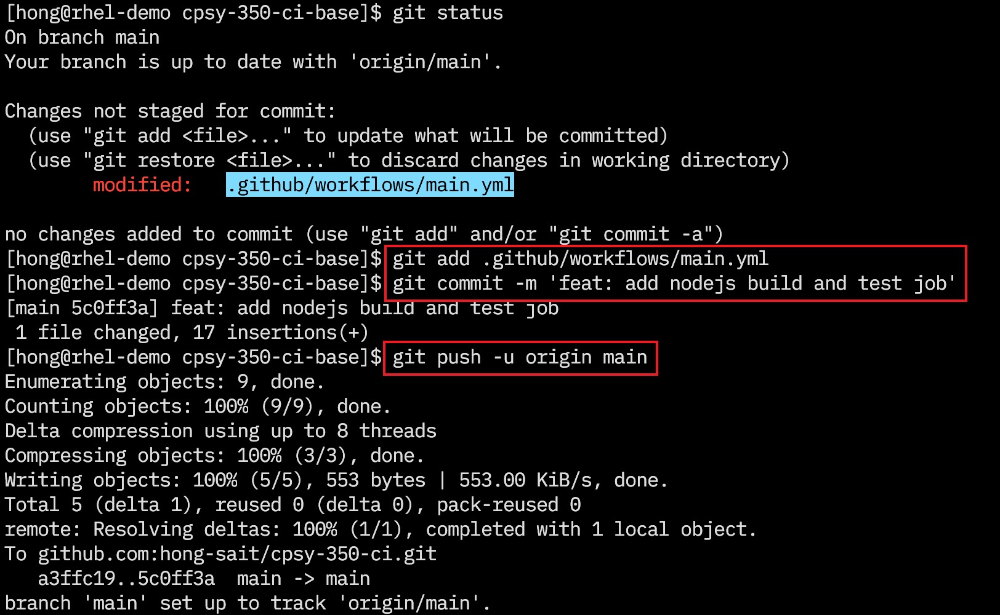 [hong@rhel-demo cpsy-350-ci-base]$ git status
On branch main
Your branch is up to date with 'origin/main'.
Changes not staged for commit:
  (use "git add <file>..." to update what will be committed)
  (use "git restore <file>..." to discard changes in working directory)
        modified:   .github/workflows/main.yml
no changes added to commit (use "git add" and/or "git commit -a")
[hong@rhel-demo cpsy-350-ci-base]$ git add .github/workflows/main.yml
[hong@rhel-demo cpsy-350-ci-base]$ git commit -m 'feat: add nodejs build and test job'
[main 5c0ff3a] feat: add nodejs build and test job
 1 file changed, 17 insertions(+)
[hong@rhel-demo cpsy-350-ci-base]$ git push -u origin main
Enumerating objects: 9, done.
Counting objects: 100% (9/9), done.
Delta compression using up to 8 threads
Compressing objects: 100% (3/3), done.
Writing objects: 100% (5/5), 553 bytes | 553.00 KiB/s, done.
Total 5 (delta 1), reused 0 (delta 0), pack-reused 0
remote: Resolving deltas: 100% (1/1), completed with 1 local object.
To github.com:hong-sait/cpsy-350-ci.git
   a3ffc19..5c0ff3a  main -> main
branch 'main' set up to track 'origin/main'.